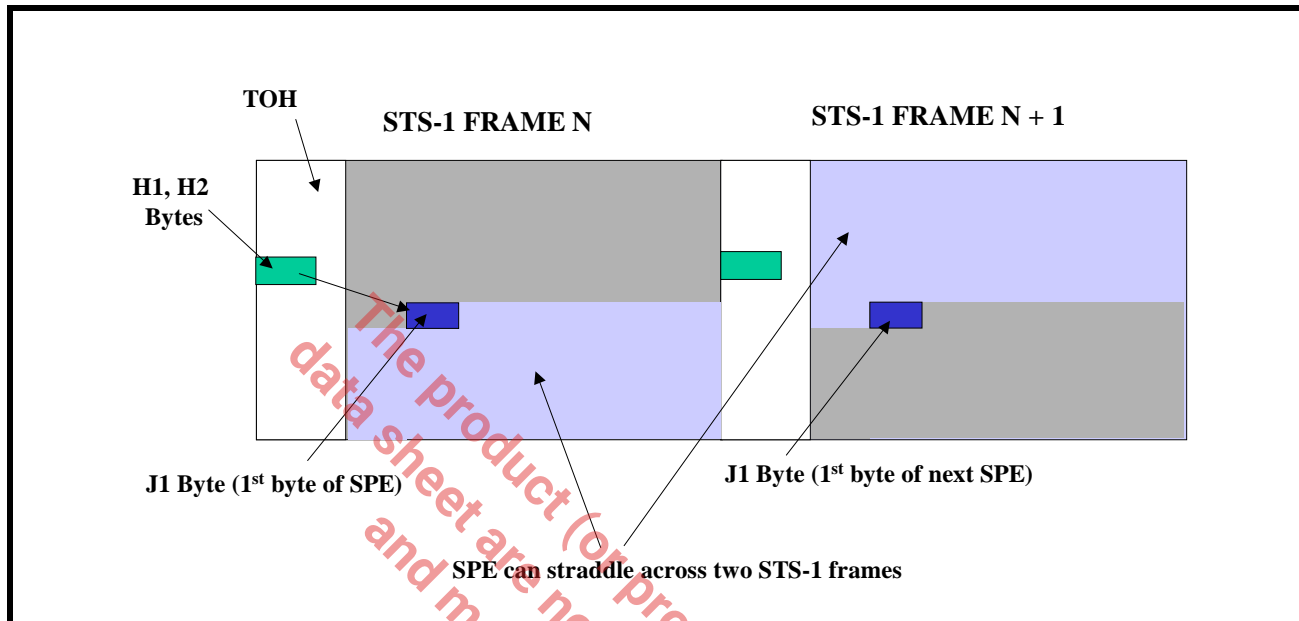 TOH
STS-1 FRAME N
STS-1 FRAME N + 1
H1, H2
Bytes
J1 Byte (1st byte of SPE)
J1 Byte (1st byte of next SPE)
SPE can straddle across two STS-1 frames
The product (or pro
data sheet are no
and m